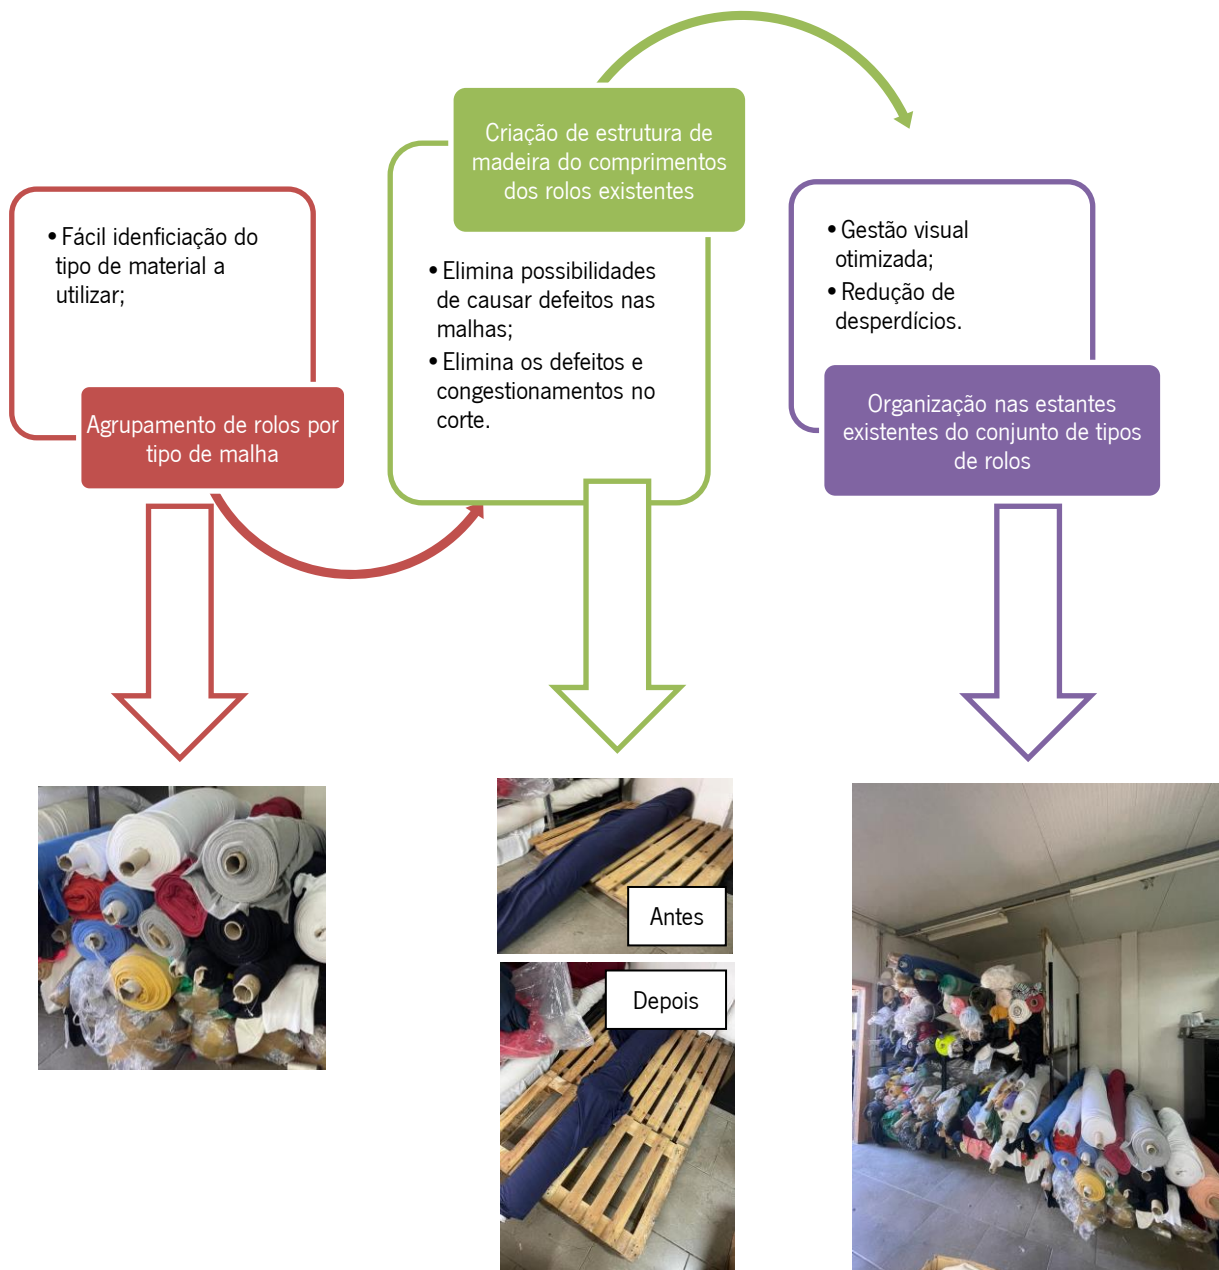 • Fácil idenficiação do
tipo de material a
utilizar;
Agrupamento de rolos por
tipo de malha
Criação de estrutura de
madeira do comprimentos
dos rolos existentes
• Elimina possibilidades
de causar defeitos nas
malhas;
• Elimina os defeitos e
congestionamentos no
corte.
• Gestão visual
otimizada;
• Redução de
desperdícios.
Organização nas estantes
existentes do conjunto de tipos
de rolos
Antes
Depois